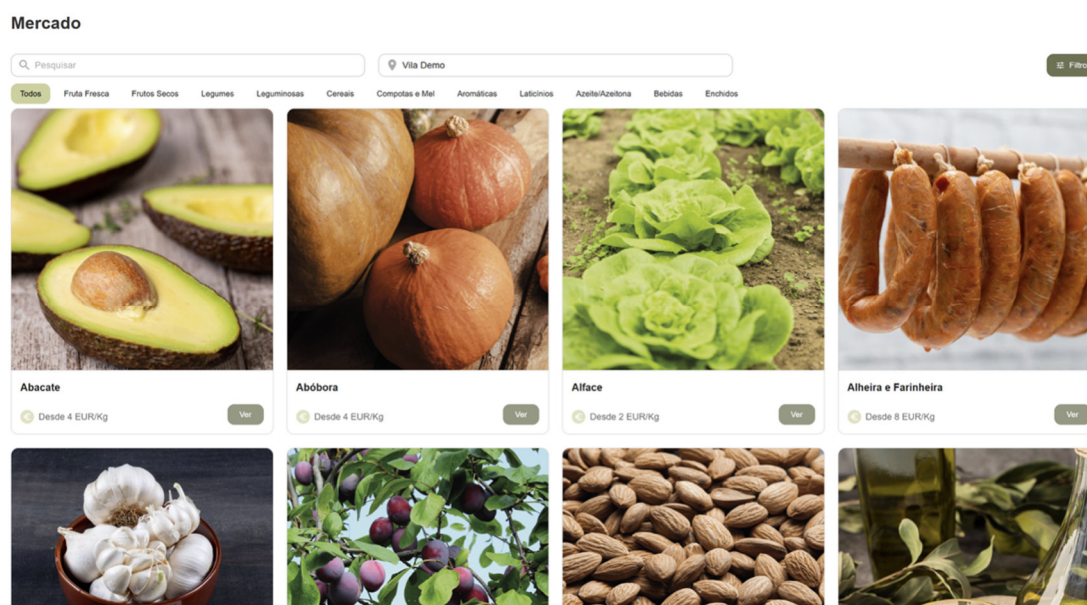 Mercado
Pesquisar
Vila Demo
Filtro
Todos Fruta Fresca Frutos Secos Legumes Leguminosas Cereais Compotas e Mel Aromáticas Laticínios Azeite/Azeitona Bebidas Enchidos
Abacate
Desde 4 EUR/Kg
Ver
Abóbora
Desde 4 EUR/Kg
Ver
Alface
Desde 2 EUR/Kg
Ver
Alheira e Farinheira
Desde 8 EUR/Kg
Ver